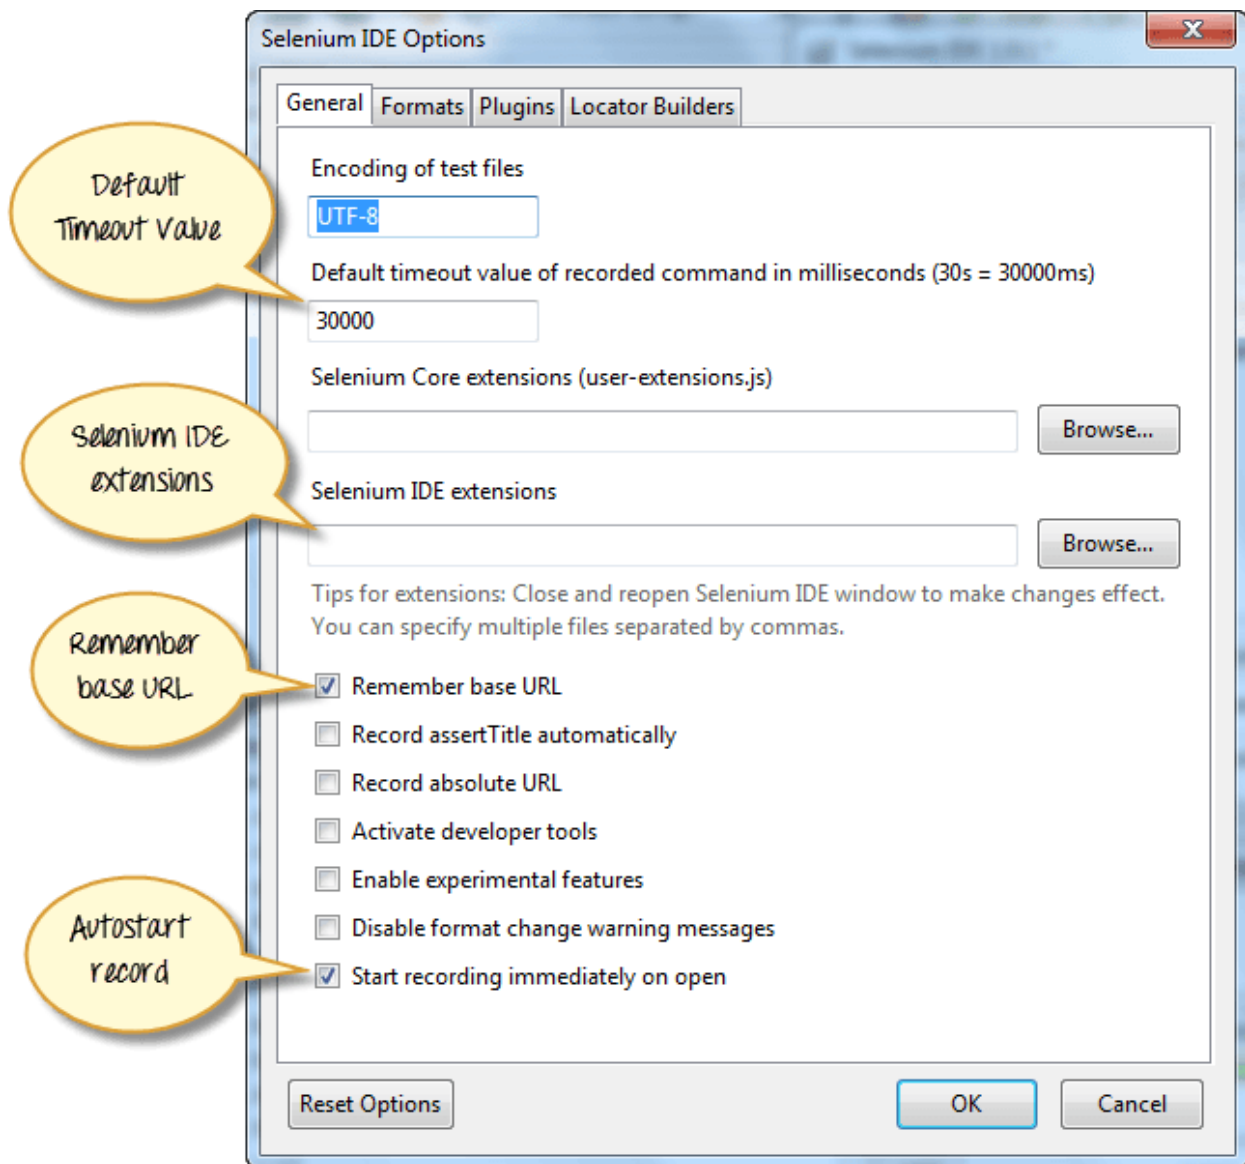 Selenium IDE Options
General
Formats
Plugins
Locator Builders
Default
Timeout Value
Encoding of test files
UTF-8
Default timeout value of recorded command in milliseconds (30s = 30000ms)
30000
Selenium Core extensions (user-extensions.js)
Browse...
Selenium IDE
extensions
Selenium IDE extensions
Browse...
Tips for extensions: Close and reopen Selenium IDE window to make changes effect.
You can specify multiple files separated by commas.
Remember
base URL
Remember base URL
Record assertTitle automatically
Record absolute URL
Activate developer tools
Enable experimental features
Disable format change warning messages
Autostart
record
Start recording immediately on open
Reset Options
OK
Cancel